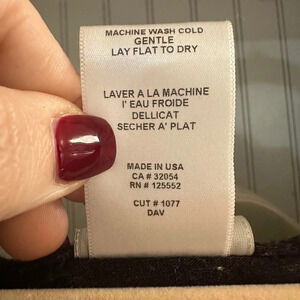 MACHINE WASH COLD
GENTLE
LAY FLAT TO DRY
LAVER A LA MACHINE
I' EAU FROIDE
DELLICAT
SECHER A' PLAT
MADE IN USA
CA # 32054
RN # 125552
CUT # 1077
DAV